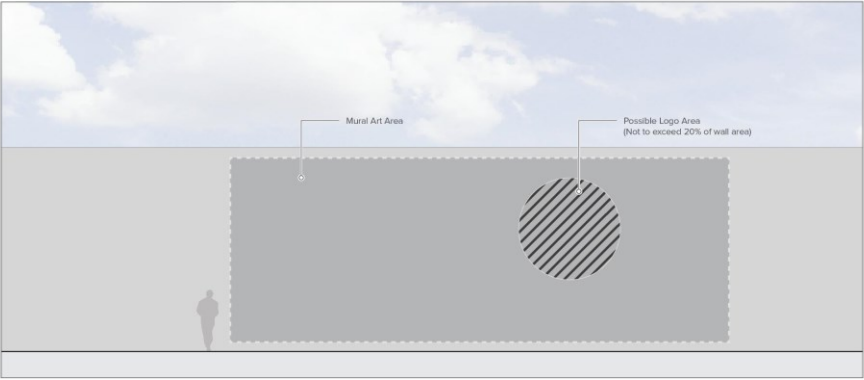 Mural Art Area
Possible Logo Area
(Not to exceed 20% of wall area)